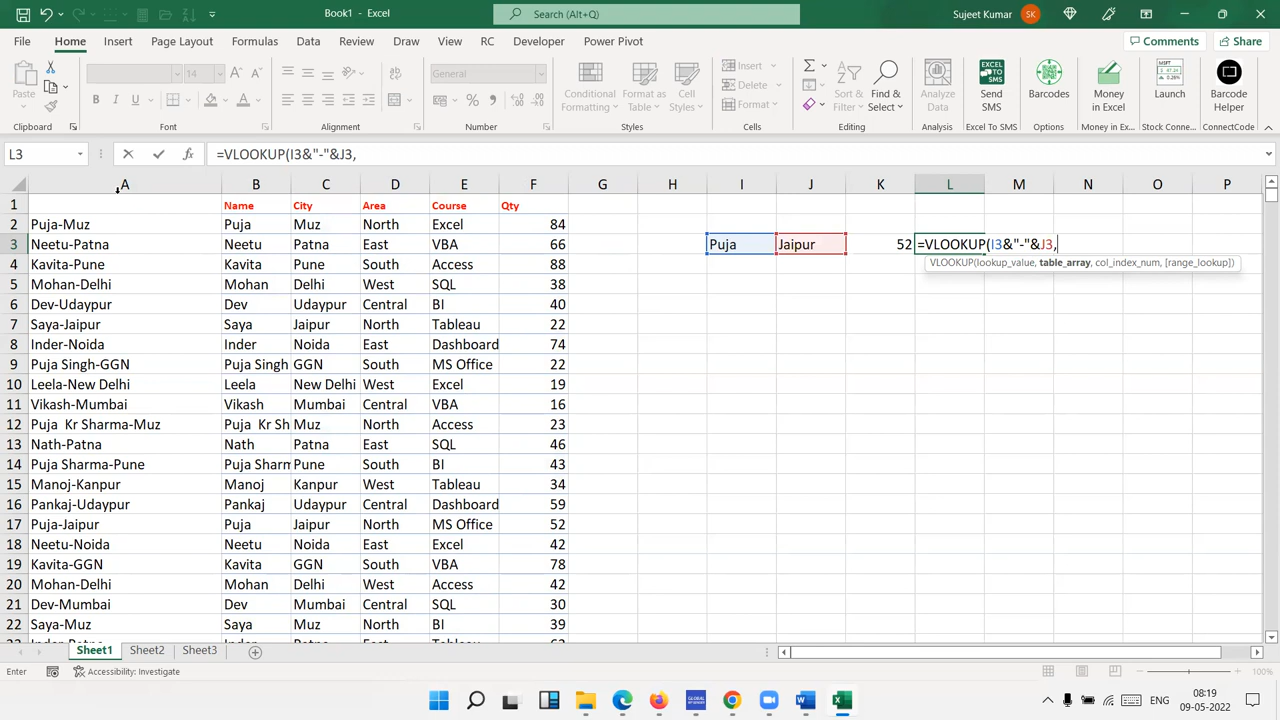 Book1 - Excel
Search (Alt+Q)
Sujeet Kumar
SK
File Home Insert Page Layout Formulas Data Review View Draw RC Developer Help Power Pivot
Comments
Share
Paste
14
General
Conditional Formatting
Format as Table
Cell Styles
Insert
Delete
Format
Sort & Filter
Find & Select
Analyze Data
EXCEL TO SMS
Send SMS
Barcodes
Money in Excel
Launch
Barcode Helper
Clipboard Font Alignment Number Styles Cells Editing Analysis Excel To SMS Options Money in Ex... Stock Conne... ConnectCode
L3
=VLOOKUP(I3&"-"&J3,
A B C D E F G H I J K L M N O P
1 Name City Area Course Qty
2 Puja-Muz Puja Muz North Excel 84
3 Neetu-Patna Neetu Patna East VBA 66 Puja Jaipur 52 =VLOOKUP(I3&"-"&J3,
VLOOKUP(lookup_value, table_array, col_index_num, [range_lookup])
4 Kavita-Pune Kavita Pune South Access 88
5 Mohan-Delhi Mohan Delhi West SQL 38
6 Dev-Udaypur Dev Udaypur Central BI 40
7 Saya-Jaipur Saya Jaipur North Tableau 22
8 Inder-Noida Inder Noida East Dashboard 74
9 Puja Singh-GGN Puja Singh GGN South MS Office 22
10 Leela-New Delhi Leela New Delhi West Excel 19
11 Vikash-Mumbai Vikash Mumbai Central VBA 16
12 Puja Kr Sharma-Muz Puja Kr Sh Muz North Access 23
13 Nath-Patna Nath Patna East SQL 46
14 Puja Sharma-Pune Puja Sharm Pune South BI 43
15 Manoj-Kanpur Manoj Kanpur West Tableau 34
16 Pankaj-Udaypur Pankaj Udaypur Central Dashboard 59
17 Puja-Jaipur Puja Jaipur North MS Office 52
18 Neetu-Noida Neetu Noida East Excel 42
19 Kavita-GGN Kavita GGN South VBA 78
20 Mohan-Delhi Mohan Delhi West Access 42
21 Dev-Mumbai Dev Mumbai Central SQL 30
22 Saya-Muz Saya Muz North BI 39
Sheet1 Sheet2 Sheet3
Enter
Accessibility: Investigate
100%
ENG
08:19
09-05-2022